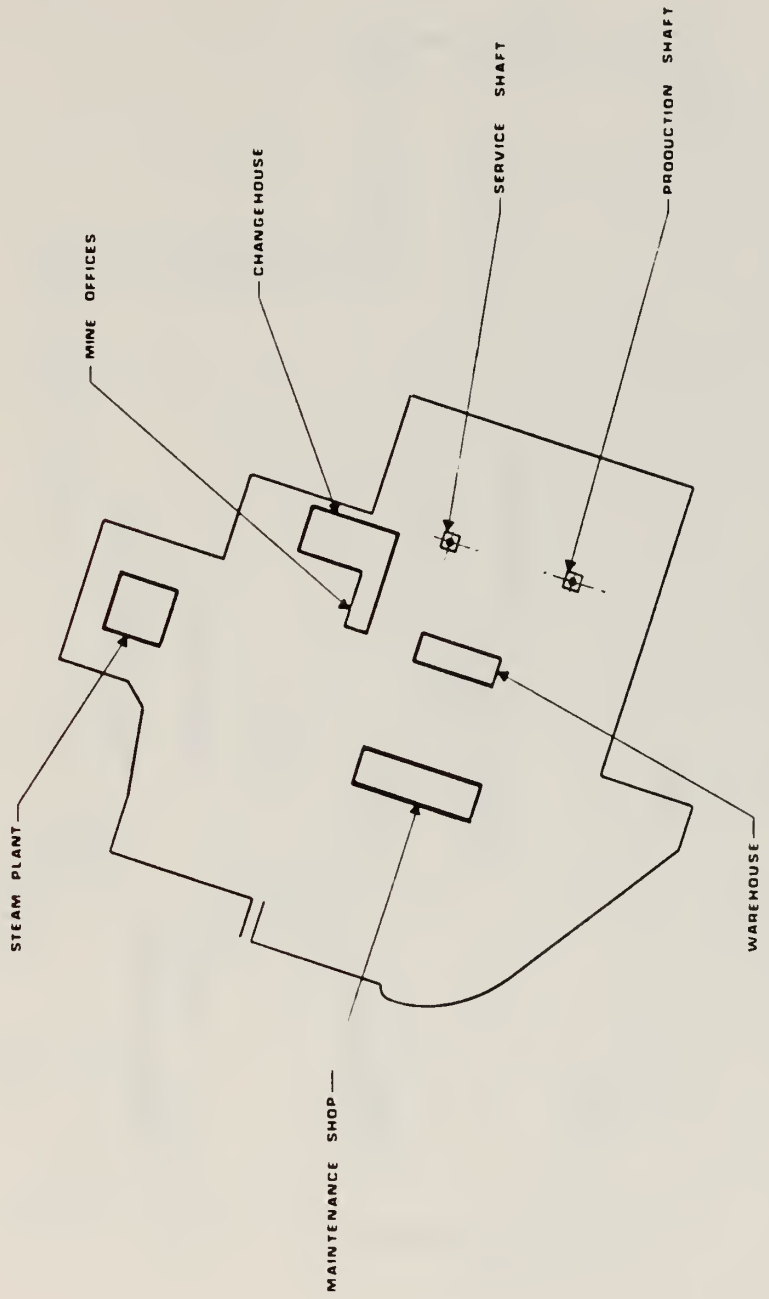 STEAM PLANT
MINE OFFICES
CHANGEHOUSE
MAINTENANCE SHOP
SERVICE SHAFT
PRODUCTION SHAFT
WAREHOUSE